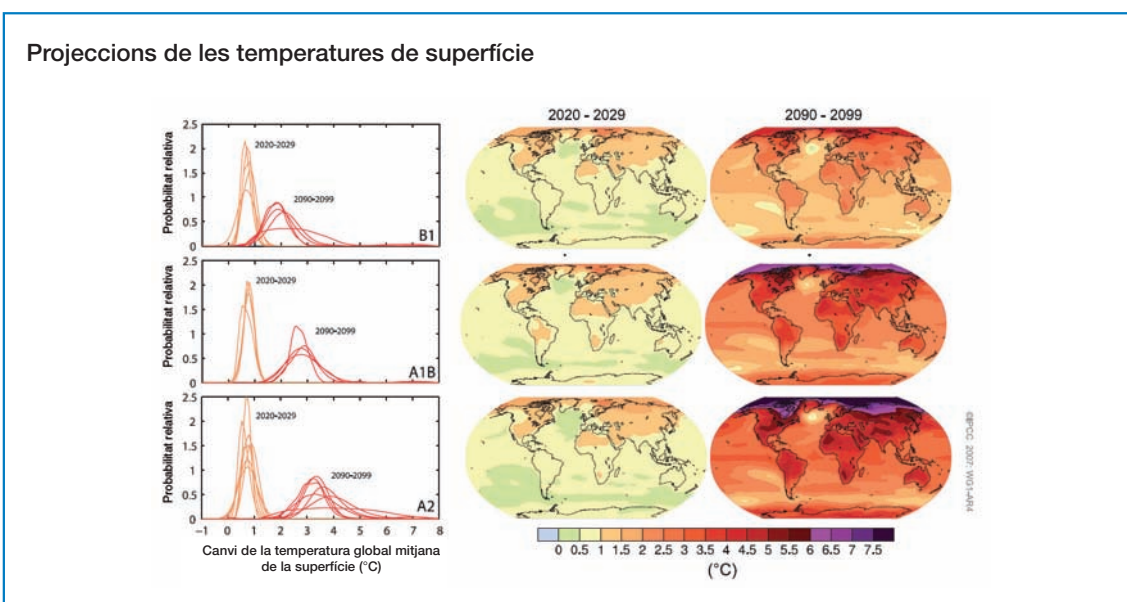 Projeccions de les temperatures de superfície
2020 - 2029
2090 - 2099
Probabilitat relativa
2.5
2
1.5
1
0.5
0
2020-2029
2090-2099
B1
Probabilitat relativa
2.5
2
1.5
1
0.5
0
2020-2029
2090-2099
A1B
Probabilitat relativa
2.5
2
1.5
1
0.5
0
2020-2029
2090-2099
A2
-1 0 1 2 3 4 5 6 7 8
Canvi de la temperatura global mitjana
de la superfície (°C)
0 0.5 1 1.5 2 2.5 3 3.5 4 4.5 5 5.5 6 6.5 7 7.5
(°C)
©IPCC 2007: WG1-AR4